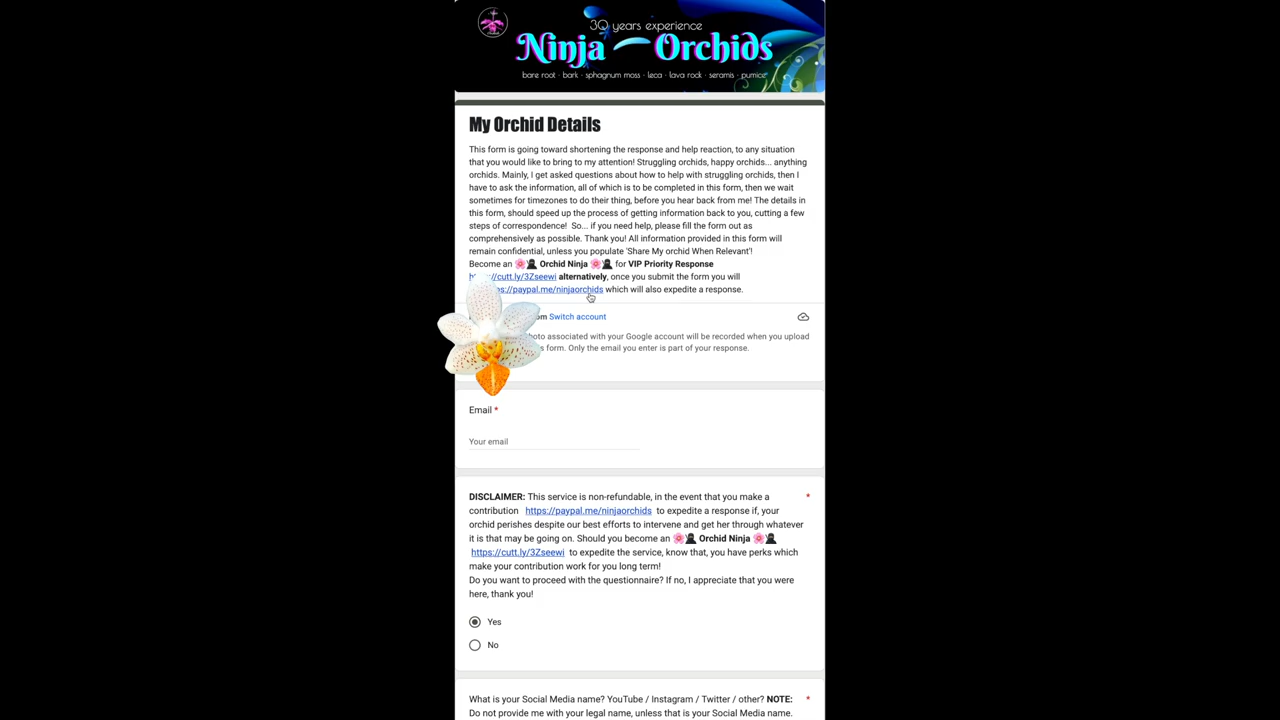 30 years experience
Ninja Orchids
bare root · bark · sphagnum moss · leca · lava rock · seramis · pumice
My Orchid Details
This form is going toward shortening the response and help reaction, to any situation
that you would like to bring to my attention! Struggling orchids, happy orchids... anything
orchids. Mainly, I get asked questions about how to help with struggling orchids, then I
have to ask the information, all of which is to be completed in this form, then we wait
sometimes for timezones to do their thing, before you hear back from me! The details in
this form, should speed up the process of getting information back to you, cutting a few
steps of correspondence! So... if you need help, please fill the form out as
comprehensively as possible. Thank you! All information provided in this form will
remain confidential, unless you populate 'Share My orchid When Relevant'!
Become an 🌸🥷 Orchid Ninja 🌸🥷 for VIP Priority Response
//cutt.ly/3Zseewi alternatively, once you submit the form you will
s://paypal.me/ninjaorchids which will also expedite a response.
Switch account
associated with your Google account will be recorded when you upload
form. Only the email you enter is part of your response.
Email *
Your email
DISCLAIMER: This service is non-refundable, in the event that you make a *
contribution https://paypal.me/ninjaorchids to expedite a response if, your
orchid perishes despite our best efforts to intervene and get her through whatever
it is that may be going on. Should you become an 🌸🥷 Orchid Ninja 🌸🥷
https://cutt.ly/3Zseewi to expedite the service, know that, you have perks which
make your contribution work for you long term!
Do you want to proceed with the questionnaire? If no, I appreciate that you were
here, thank you!
Yes
No
What is your Social Media name? YouTube / Instagram / Twitter / other? NOTE: *
Do not provide me with your legal name, unless that is your Social Media name.